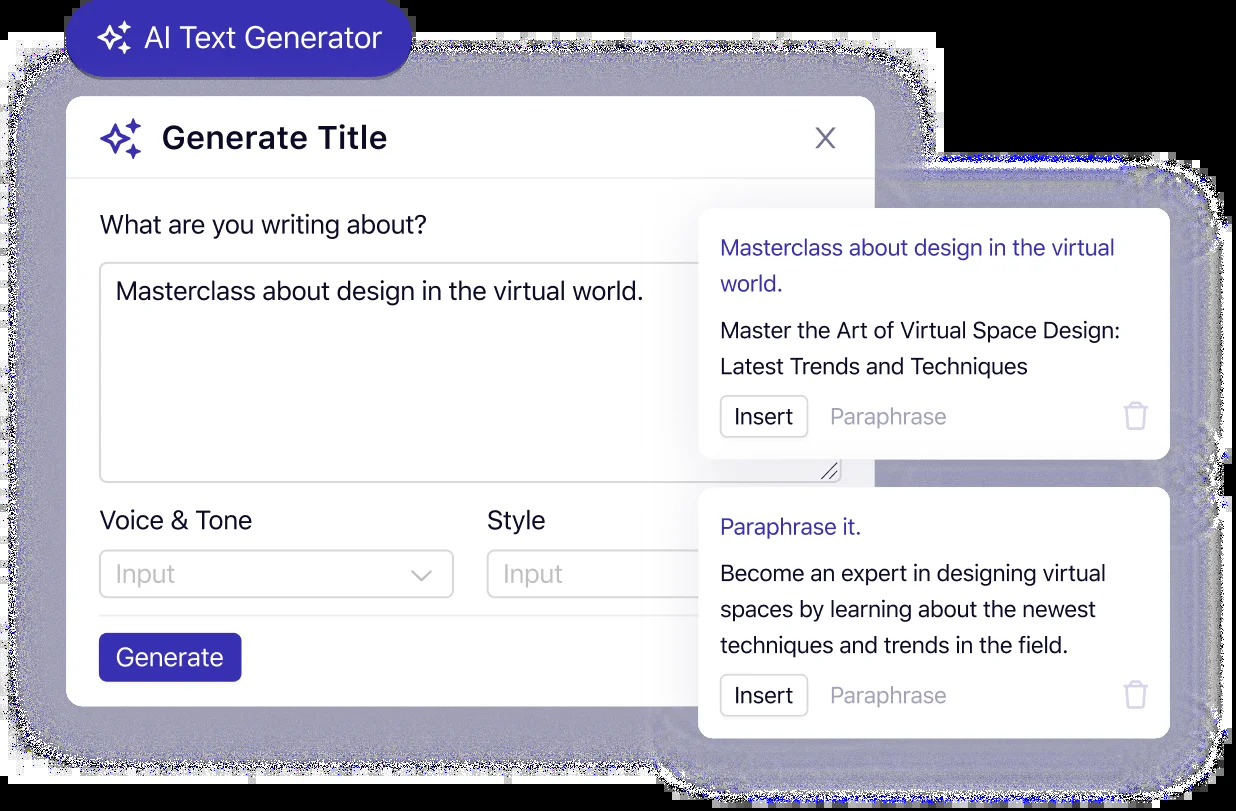 AI Text Generator
Generate Title
What are you writing about?
Masterclass about design in the virtual world.
Voice & Tone
Input
Style
Input
Generate
Masterclass about design in the virtual
world.
Master the Art of Virtual Space Design:
Latest Trends and Techniques
Insert Paraphrase
Paraphrase it.
Become an expert in designing virtual
spaces by learning about the newest
techniques and trends in the field.
Insert Paraphrase